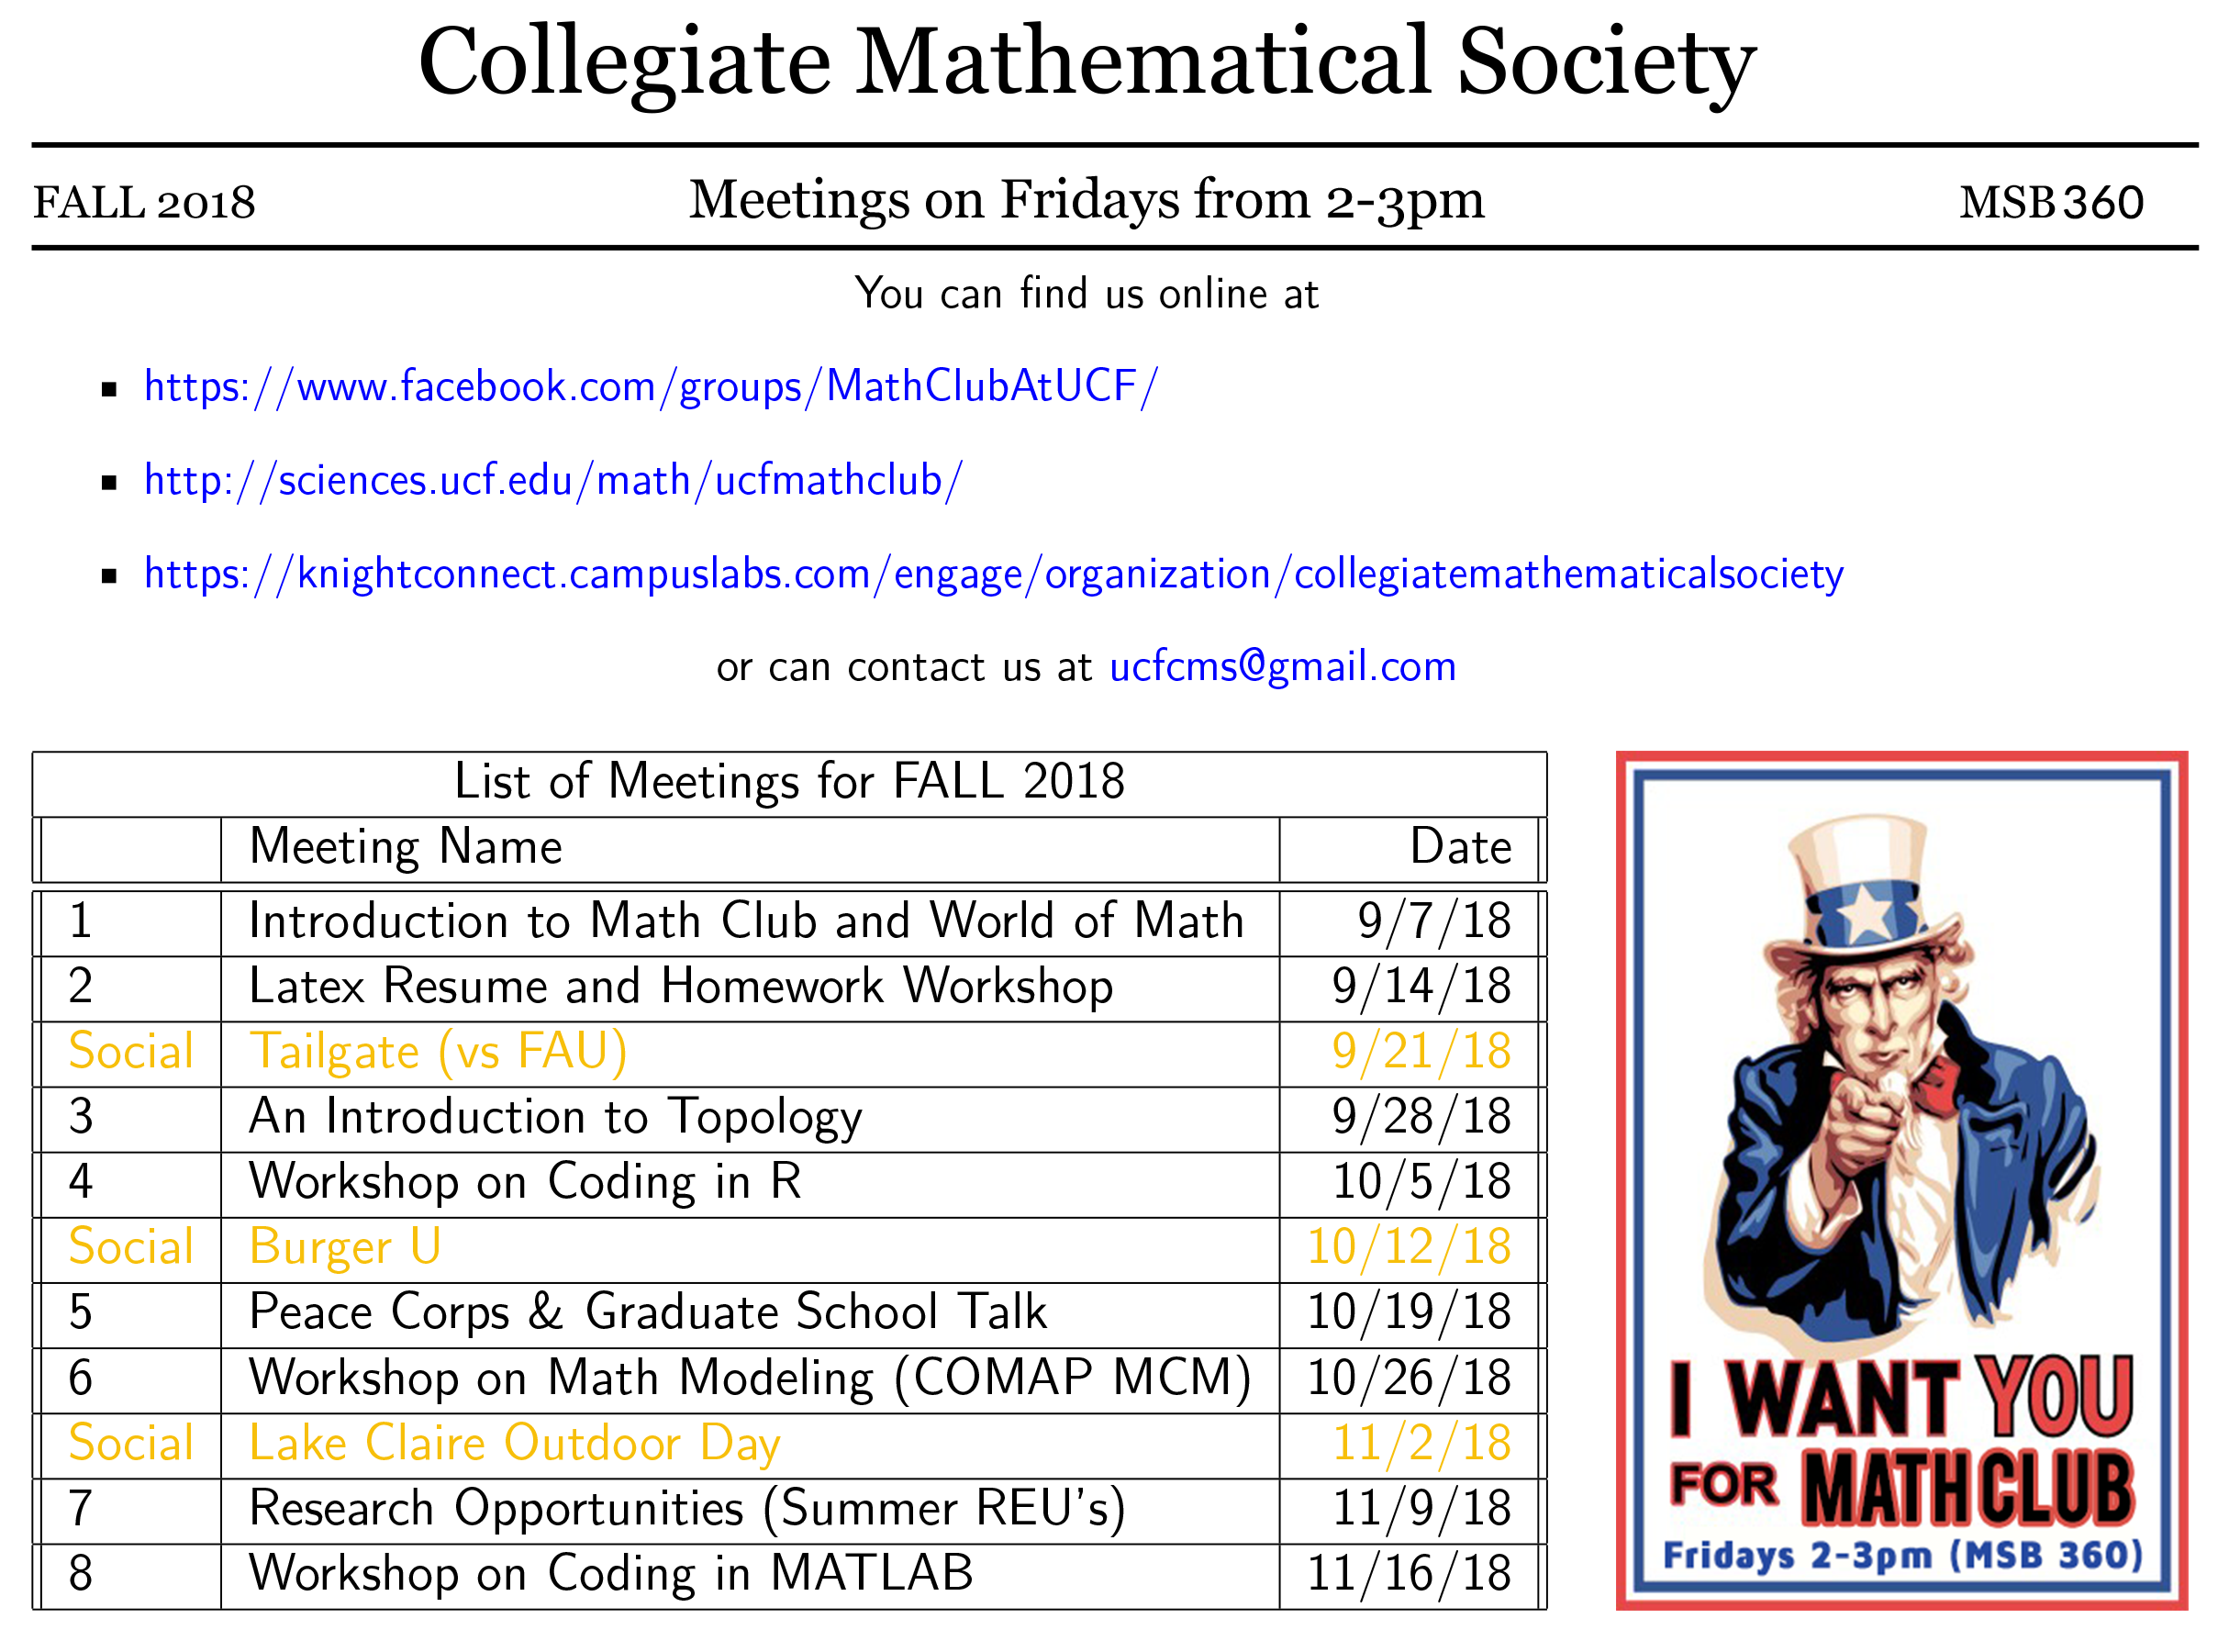 Collegiate Mathematical Society
FALL 2018 Meetings on Fridays from 2-3pm MSB 360
You can find us online at
https://www.facebook.com/groups/MathClubAtUCF/
http://sciences.ucf.edu/math/ucfmathclub/
https://knightconnect.campuslabs.com/engage/organization/collegiatemathematicalsociety
or can contact us at ucfcms@gmail.com
List of Meetings for FALL 2018
Meeting Name Date
1 Introduction to Math Club and World of Math 9/7/18
2 Latex Resume and Homework Workshop 9/14/18
Social Tailgate (vs FAU) 9/21/18
3 An Introduction to Topology 9/28/18
4 Workshop on Coding in R 10/5/18
Social Burger U 10/12/18
5 Peace Corps & Graduate School Talk 10/19/18
6 Workshop on Math Modeling (COMAP MCM) 10/26/18
Social Lake Claire Outdoor Day 11/2/18
7 Research Opportunities (Summer REU's) 11/9/18
8 Workshop on Coding in MATLAB 11/16/18
I WANT YOU
FOR MATH CLUB
Fridays 2-3pm (MSB 360)